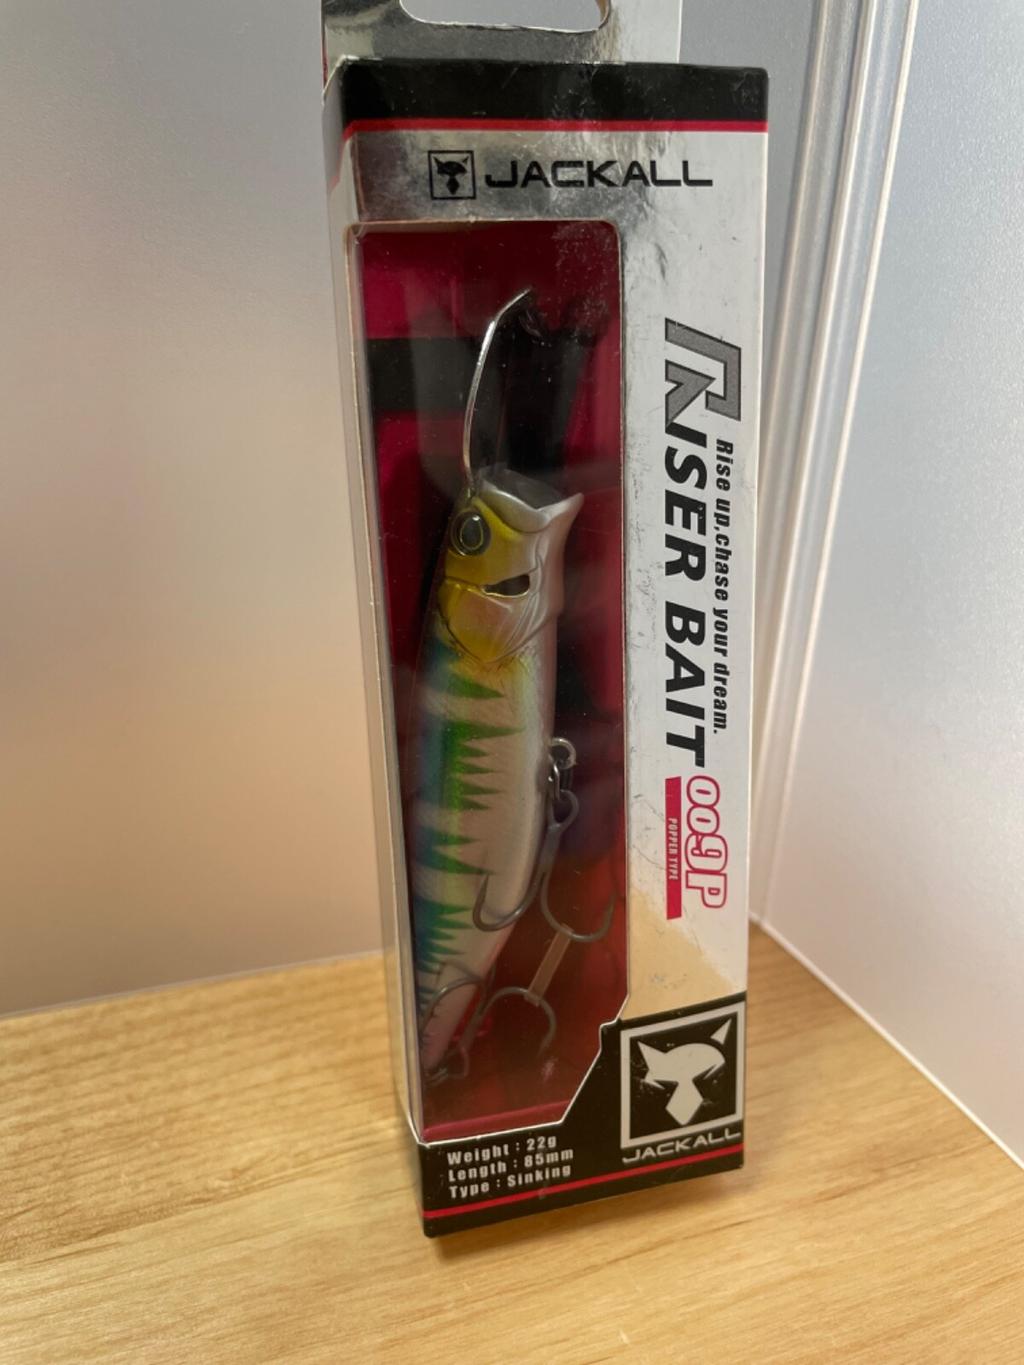 JACKALL
RISER BAIT
Rise up, chase your dream.
009P
POPPER TYPE
JACKALL
Weight : 22g
Length : 85mm
Type : Sinking